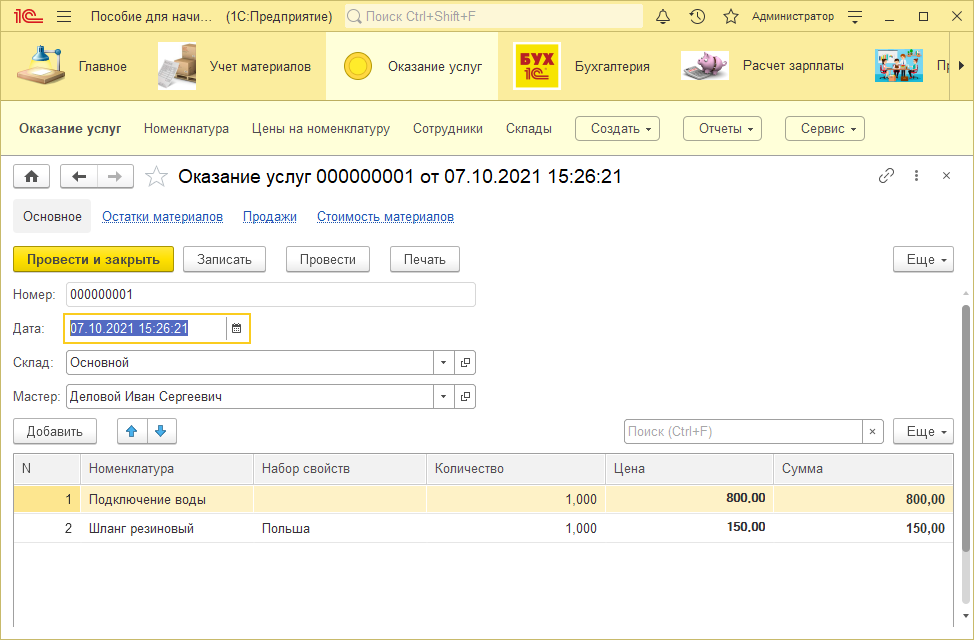 1С Пособие для начи... (1С:Предприятие) Поиск Ctrl+Shift+F Администратор
Главное Учет материалов Оказание услуг БУХ 1С Бухгалтерия Расчет зарплаты Пр
Оказание услуг Номенклатура Цены на номенклатуру Сотрудники Склады Создать Отчеты Сервис
Оказание услуг 000000001 от 07.10.2021 15:26:21
Основное Остатки материалов Продажи Стоимость материалов
Провести и закрыть Записать Провести Печать Еще
Номер: 000000001
Дата: 07.10.2021 15:26:21
Склад: Основной
Мастер: Деловой Иван Сергеевич
Добавить Поиск (Ctrl+F) × Еще
N Номенклатура Набор свойств Количество Цена Сумма
1 Подключение воды 1,000 800,00 800,00
2 Шланг резиновый Польша 1,000 150,00 150,00